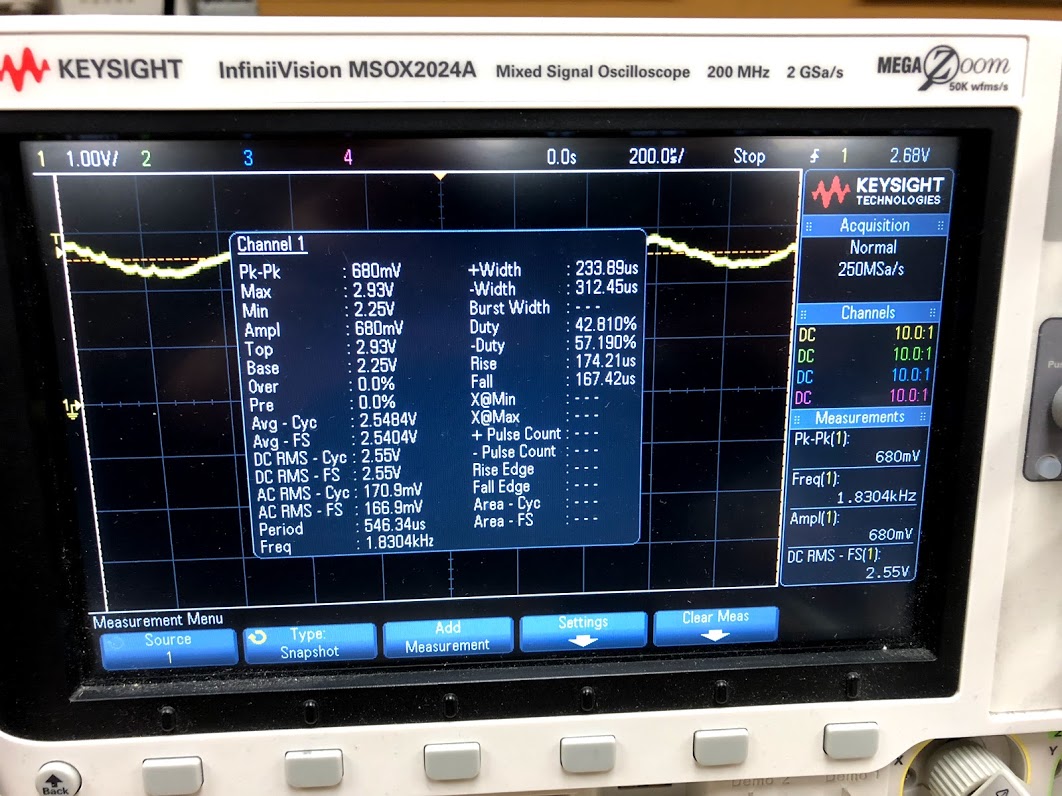 KEYSIGHT InfiniiVision MSOX2024A Mixed Signal Oscilloscope 200 MHz 2 GSa/s MEGA Zoom
50K wfms/s
1 1.00V/ 2 3 4 0.0s 200.0us/ Stop 1 2.68V
KEYSIGHT
TECHNOLOGIES
Acquisition
Normal
250MSa/s
Channels
DC 10.0:1
DC 10.0:1
DC 10.0:1
DC 10.0:1
Measurements
Pk-Pk(1):
680mV
Freq(1):
1.8304kHz
Ampl(1):
680mV
DC RMS - FS(1):
2.55V
T
1
Channel 1
Pk-Pk : 680mV
Max : 2.93V
Min : 2.25V
Ampl : 680mV
Top : 2.93V
Base : 2.25V
Over : 0.0%
Pre : 0.0%
Avg - Cyc : 2.5484V
Avg - FS : 2.5404V
DC RMS - Cyc : 2.55V
DC RMS - FS : 2.55V
AC RMS - Cyc : 170.9mV
AC RMS - FS : 166.9mV
Period : 546.34us
Freq : 1.8304kHz
+Width : 233.89us
-Width : 312.45us
Burst Width : ---
Duty : 42.810%
-Duty : 57.190%
Rise : 174.21us
Fall : 167.42us
X@Min : ---
X@Max : ---
+ Pulse Count : ---
- Pulse Count : ---
Rise Edge : ---
Fall Edge : ---
Area - Cyc : ---
Area - FS : ---
Measurement Menu
Source
1
Type:
Snapshot
Add
Measurement
Settings
Clear Meas
Back
Demo 2
Demo 1
X
Y